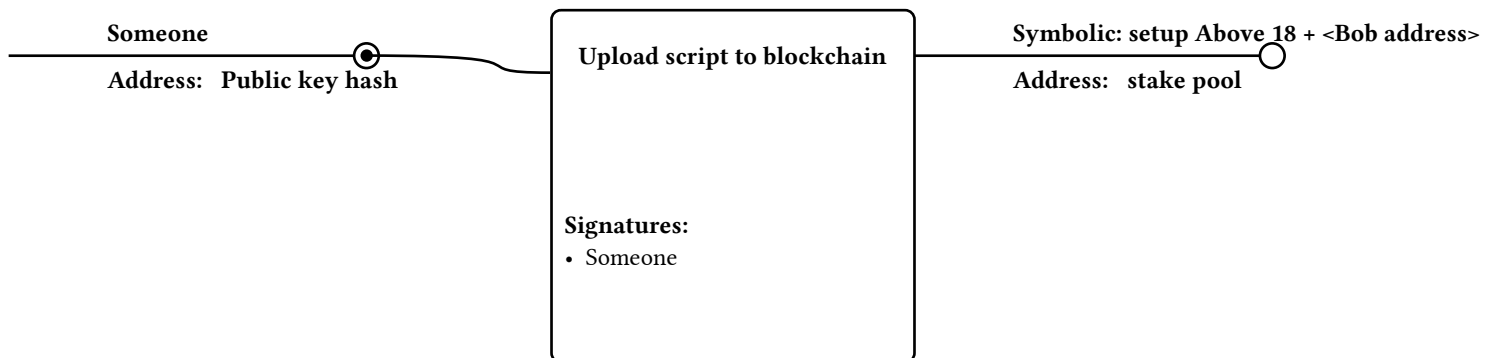 Someone
Address: Public key hash
Upload script to blockchain
Signatures:
• Someone
Symbolic: setup Above 18 + <Bob address>
Address: stake pool